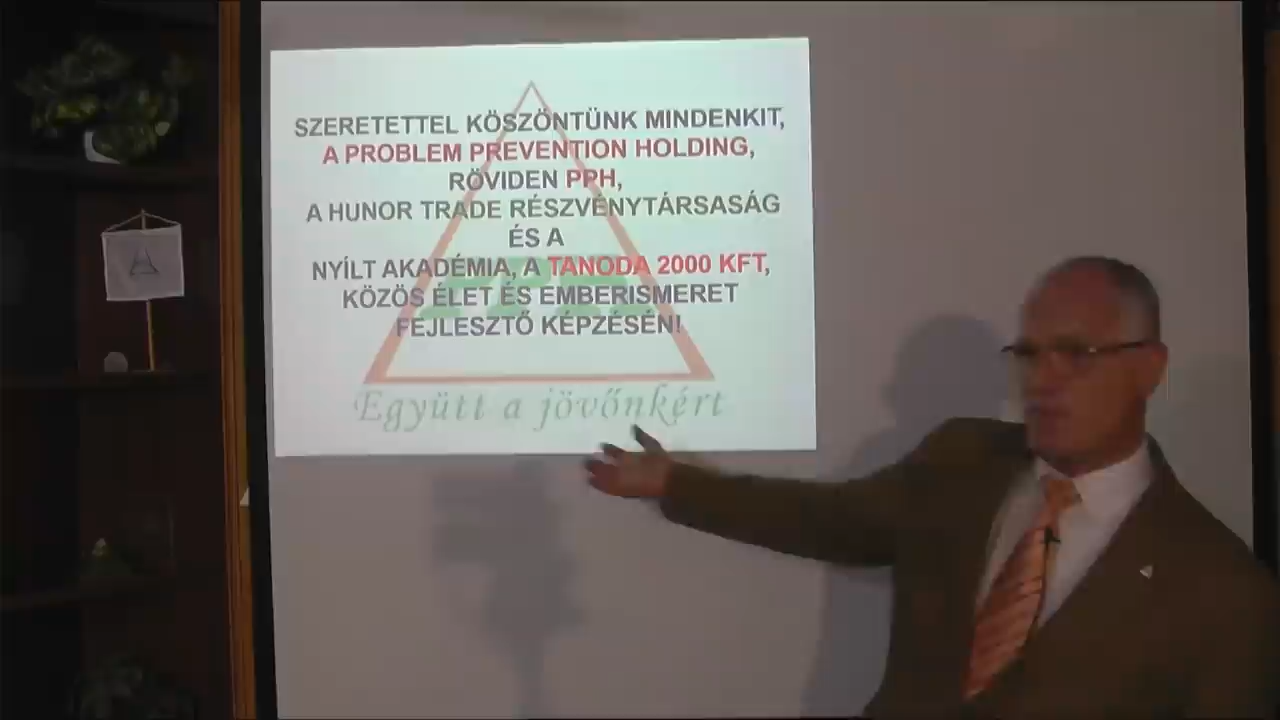 SZERETETTEL KÖSZÖNTÜNK MINDENKIT,
A PROBLEM PREVENTION HOLDING,
RÖVIDEN PPH,
A HUNOR TRADE RÉSZVÉNYTÁRSASÁG
ÉS A
NYÍLT AKADÉMIA, A TANODA 2000 KFT,
KÖZÖS ÉLET ÉS EMBERISMERET
FEJLESZTŐ KÉPZÉSÉN!
Együtt a jövőnkért